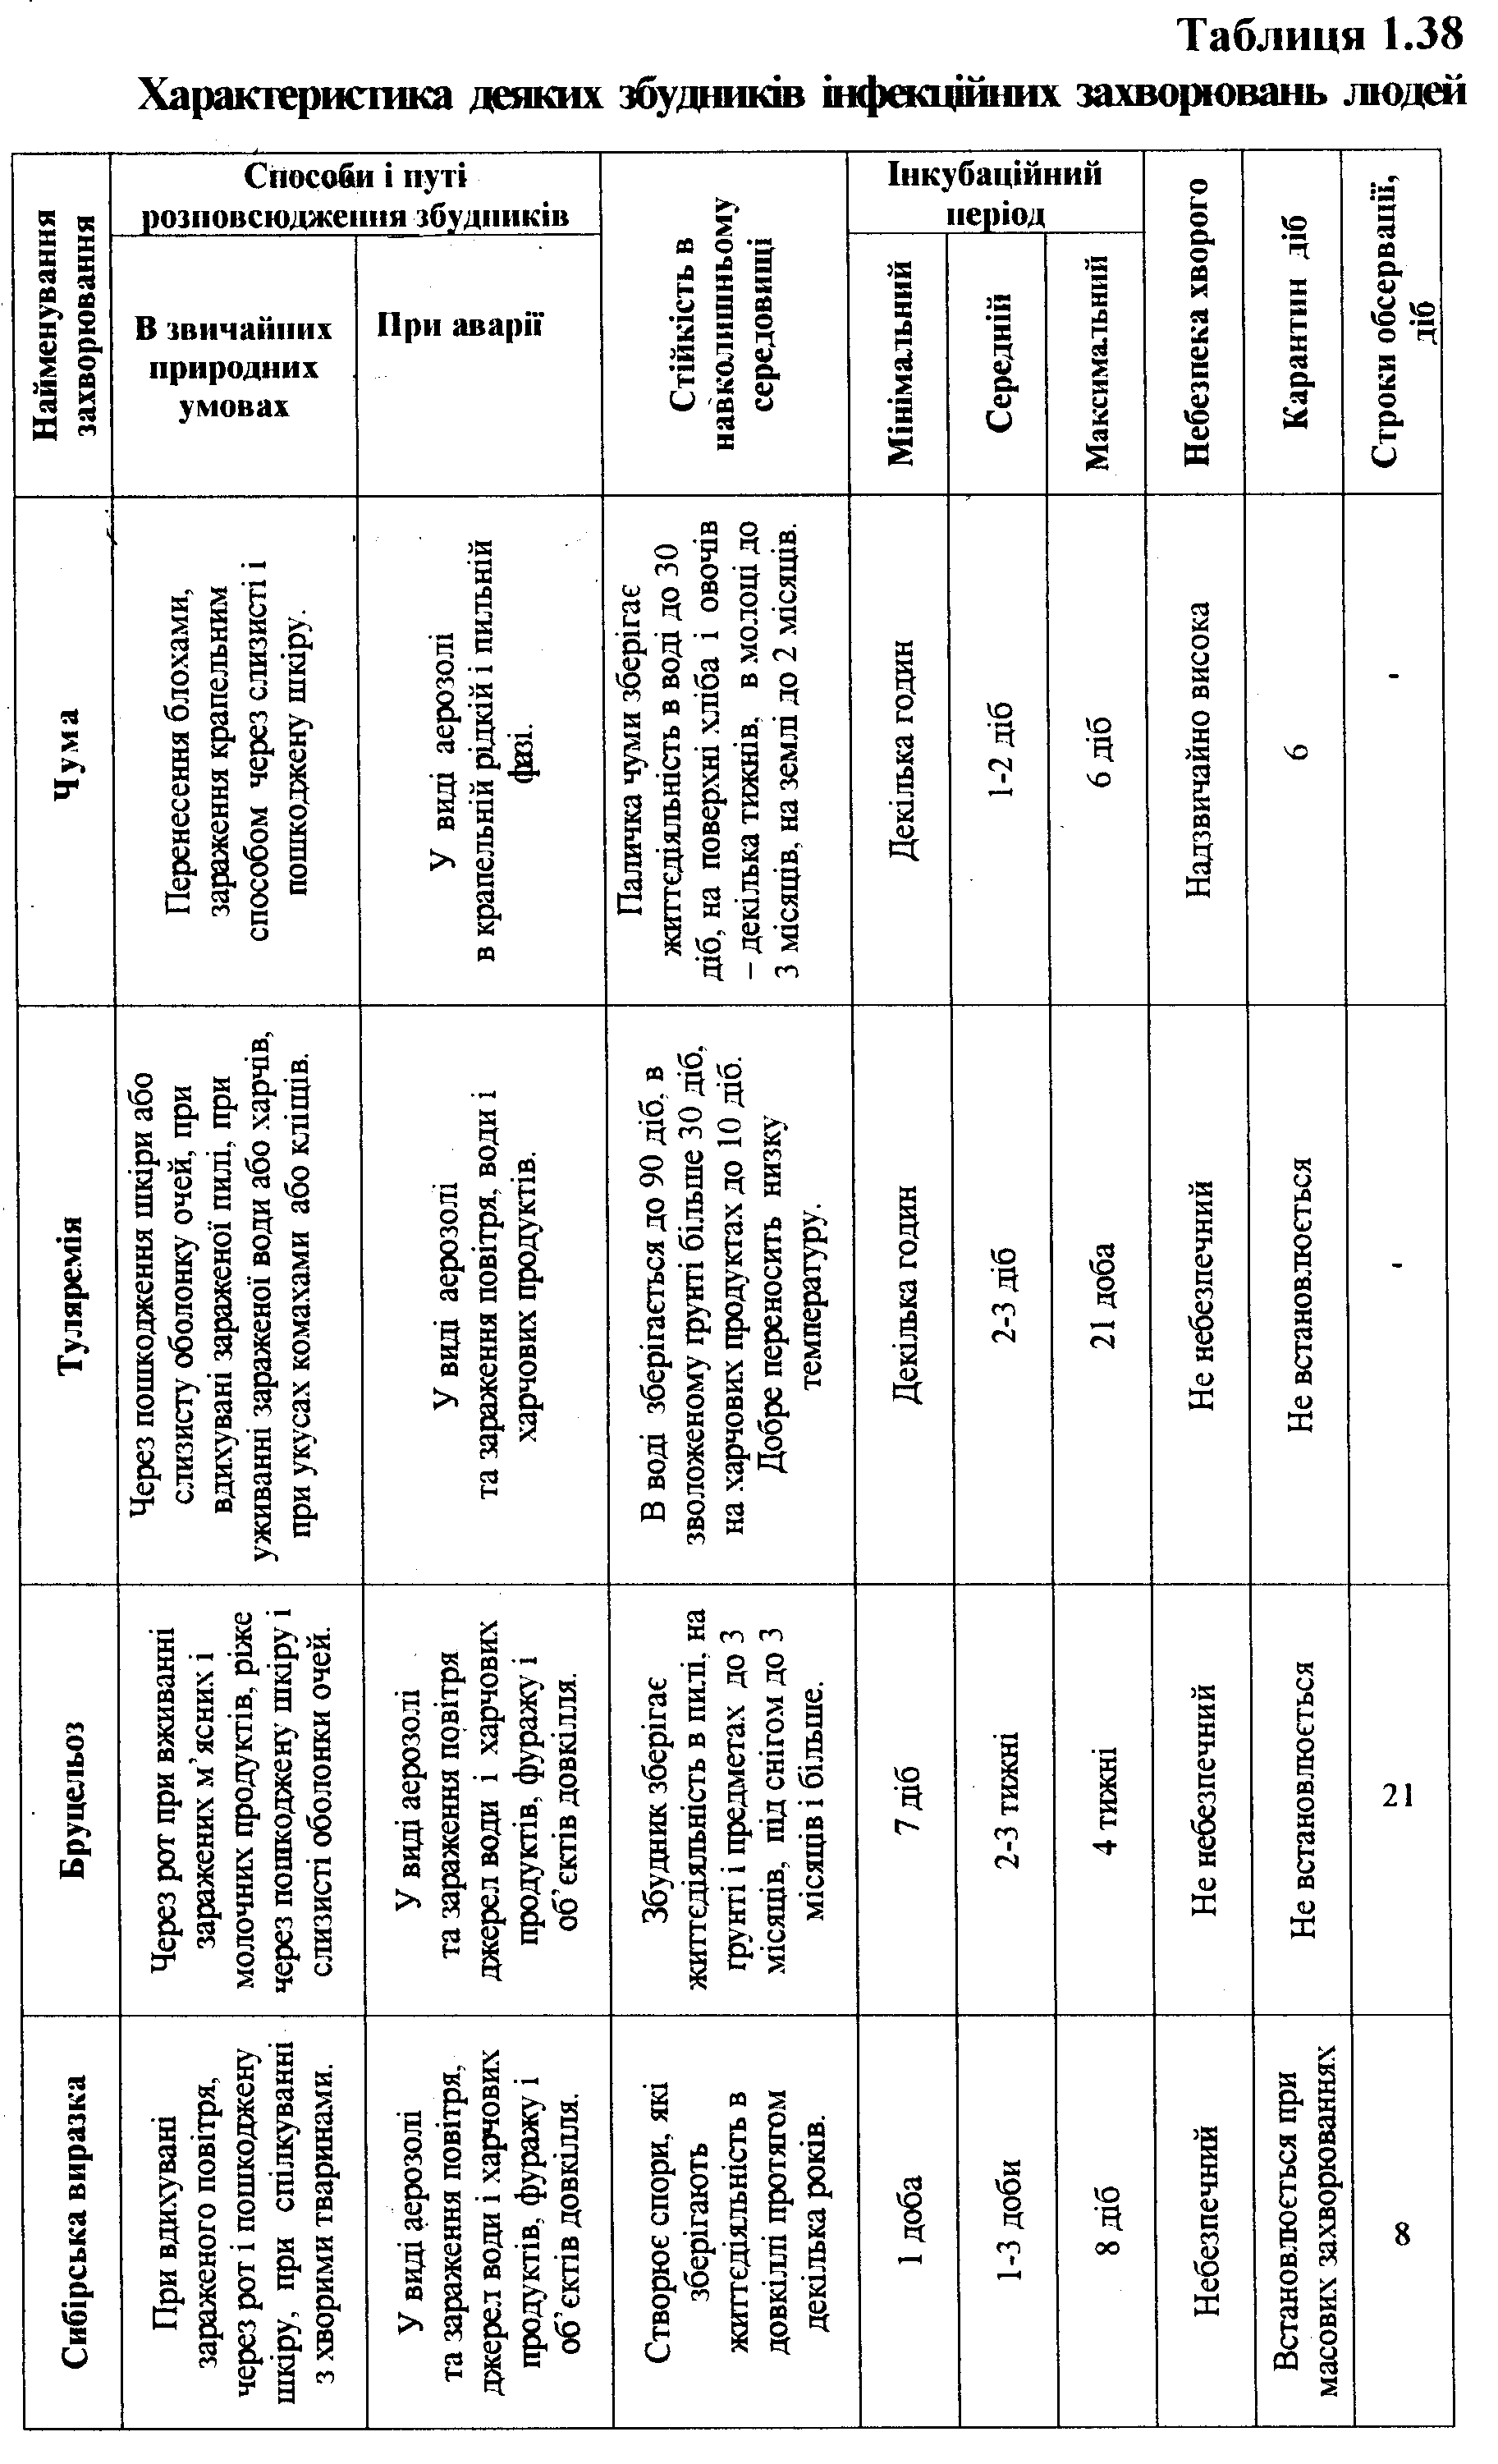 Таблиця 1.38
Характеристика деяких збудників інфекційних захворювань людей
Найменування
захворювання
Способи і путі
розповсюдження збудників
В звичайних
природних
умовах
При аварії
Стійкість в
навколишньому
середовищі
Інкубаційний
період
Мінімальний
Середній
Максимальний
Небезпека хворого
Карантин діб
Строки обсервації,
діб
Чума
Перенесення блохами,
зараження крапельним
способом через слизисті і
пошкоджену шкіру.
У виді аерозолі
в крапельній рідкій і пильній
фазі.
Паличка чуми зберігає
життєдіяльність в воді до 30
діб, на поверхні хліба і овочів
– декілька тижнів, в молоці до
3 місяців, на землі до 2 місяців.
Декілька годин
1-2 діб
6 діб
Надзвичайно висока
6
-
Туляремія
Через пошкодження шкіри або
слизисту оболонку очей, при
вдихувані зараженої пилі, при
уживанні зараженої води або харчів,
при укусах комахами або кліщів.
У виді аерозолі
та зараження повітря, води і
харчових продуктів.
В воді зберігається до 90 діб, в
зволоженому грунті більше 30 діб,
на харчових продуктах до 10 діб.
Добре переносить низку
температуру.
Декілька годин
2-3 діб
21 доба
Не небезпечний
Не встановлюється
-
Бруцельоз
Через рот при вживанні
заражених м'ясних і
молочних продуктів, ріже
через пошкоджену шкіру і
слизисті оболонки очей.
У виді аерозолі
та зараження повітря
джерел води і харчових
продуктів, фуражу і
об'єктів довкілля.
Збудник зберігає
життєдіяльність в пилі, на
грунті і предметах до 3
місяців, під снігом до 3
місяців і більше.
7 діб
2-3 тижні
4 тижні
Не небезпечний
Не встановлюється
21
Сибірська виразка
При вдихувані
зараженого повітря,
через рот і пошкоджену
шкіру, при спілкуванні
з хворими тваринами.
У виді аерозолі
та зараження повітря,
джерел води і харчових
продуктів, фуражу і
об'єктів довкілля.
Створює спори, які
зберігають
життєдіяльність в
довкіллі протягом
декілька років.
1 доба
1-3 доби
8 діб
Небезпечний
Встановлюється при
масових захворюваннях
8